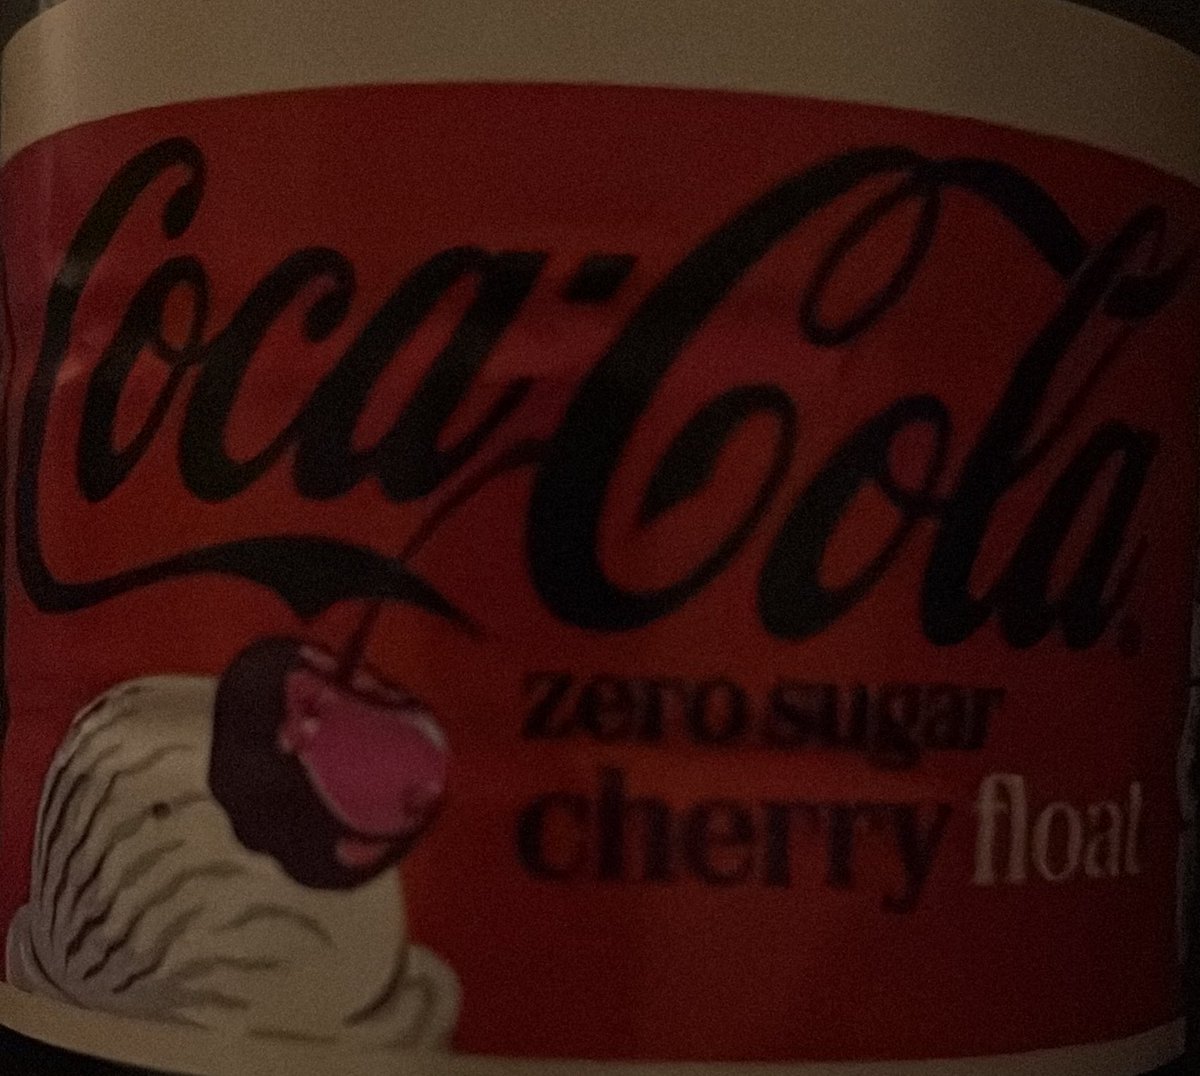 Coca-Cola
zero sugar
cherry float